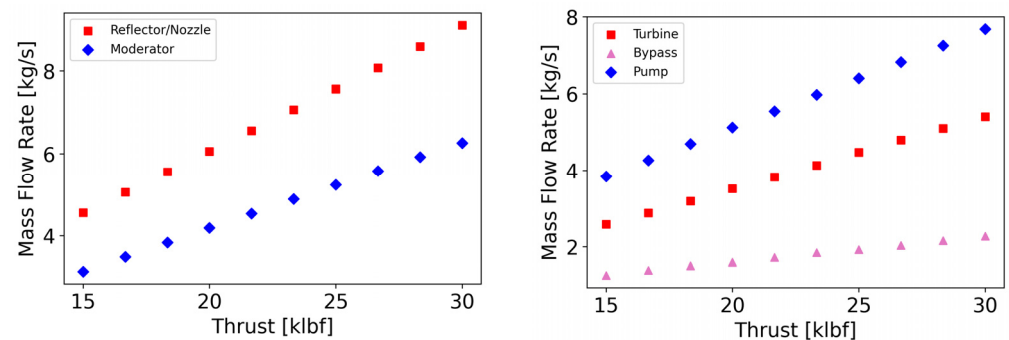 Mass Flow Rate [kg/s]
Reflector/Nozzle
Moderator
8
6
4
15
20
25
30
Thrust [klbf]
Mass Flow Rate [kg/s]
Turbine
Bypass
Pump
8
6
4
2
15
20
25
30
Thrust [klbf]